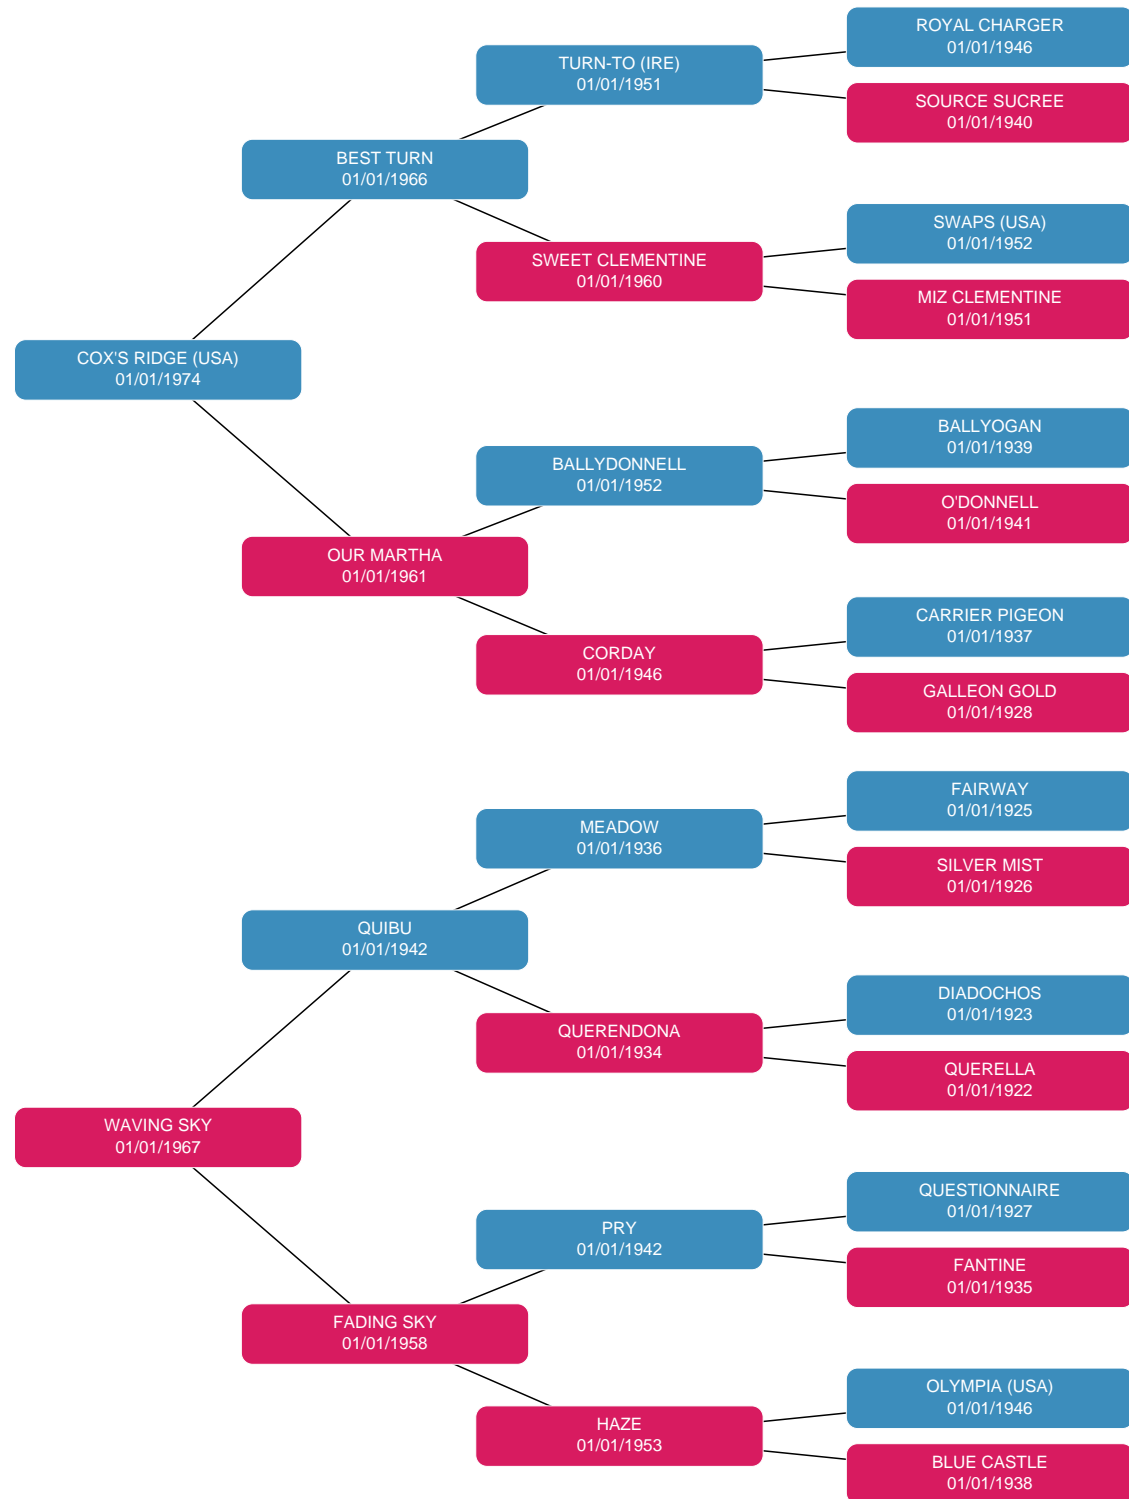 ROYAL CHARGER
01/01/1946
TURN-TO (IRE)
01/01/1951
SOURCE SUCREE
01/01/1940
BEST TURN
01/01/1966
SWAPS (USA)
01/01/1952
SWEET CLEMENTINE
01/01/1960
MIZ CLEMENTINE
01/01/1951
COX'S RIDGE (USA)
01/01/1974
BALLYOGAN
01/01/1939
BALLYDONNELL
01/01/1952
O'DONNELL
01/01/1941
OUR MARTHA
01/01/1961
CARRIER PIGEON
01/01/1937
CORDAY
01/01/1946
GALLEON GOLD
01/01/1928
FAIRWAY
01/01/1925
MEADOW
01/01/1936
SILVER MIST
01/01/1926
QUIBU
01/01/1942
DIADOCHOS
01/01/1923
QUERENDONA
01/01/1934
QUERELLA
01/01/1922
WAVING SKY
01/01/1967
QUESTIONNAIRE
01/01/1927
PRY
01/01/1942
FANTINE
01/01/1935
FADING SKY
01/01/1958
OLYMPIA (USA)
01/01/1946
HAZE
01/01/1953
BLUE CASTLE
01/01/1938